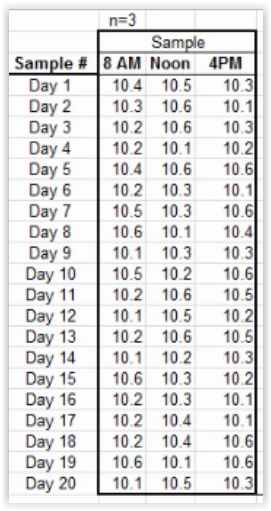 n=3
Sample
Sample # 8 AM Noon 4PM
Day 1 10.4 10.5 10.3
Day 2 10.3 10.6 10.1
Day 3 10.2 10.6 10.3
Day 4 10.2 10.1 10.2
Day 5 10.4 10.6 10.6
Day 6 10.2 10.3 10.1
Day 7 10.5 10.3 10.6
Day 8 10.6 10.1 10.4
Day 9 10.1 10.3 10.3
Day 10 10.5 10.2 10.6
Day 11 10.2 10.6 10.5
Day 12 10.1 10.5 10.2
Day 13 10.2 10.6 10.4
Day 14 10.1 10.2 10.3
Day 15 10.6 10.3 10.2
Day 16 10.2 10.3 10.1
Day 17 10.2 10.4 10.1
Day 18 10.2 10.4 10.6
Day 19 10.6 10.1 10.6
Day 20 10.1 10.5 10.3